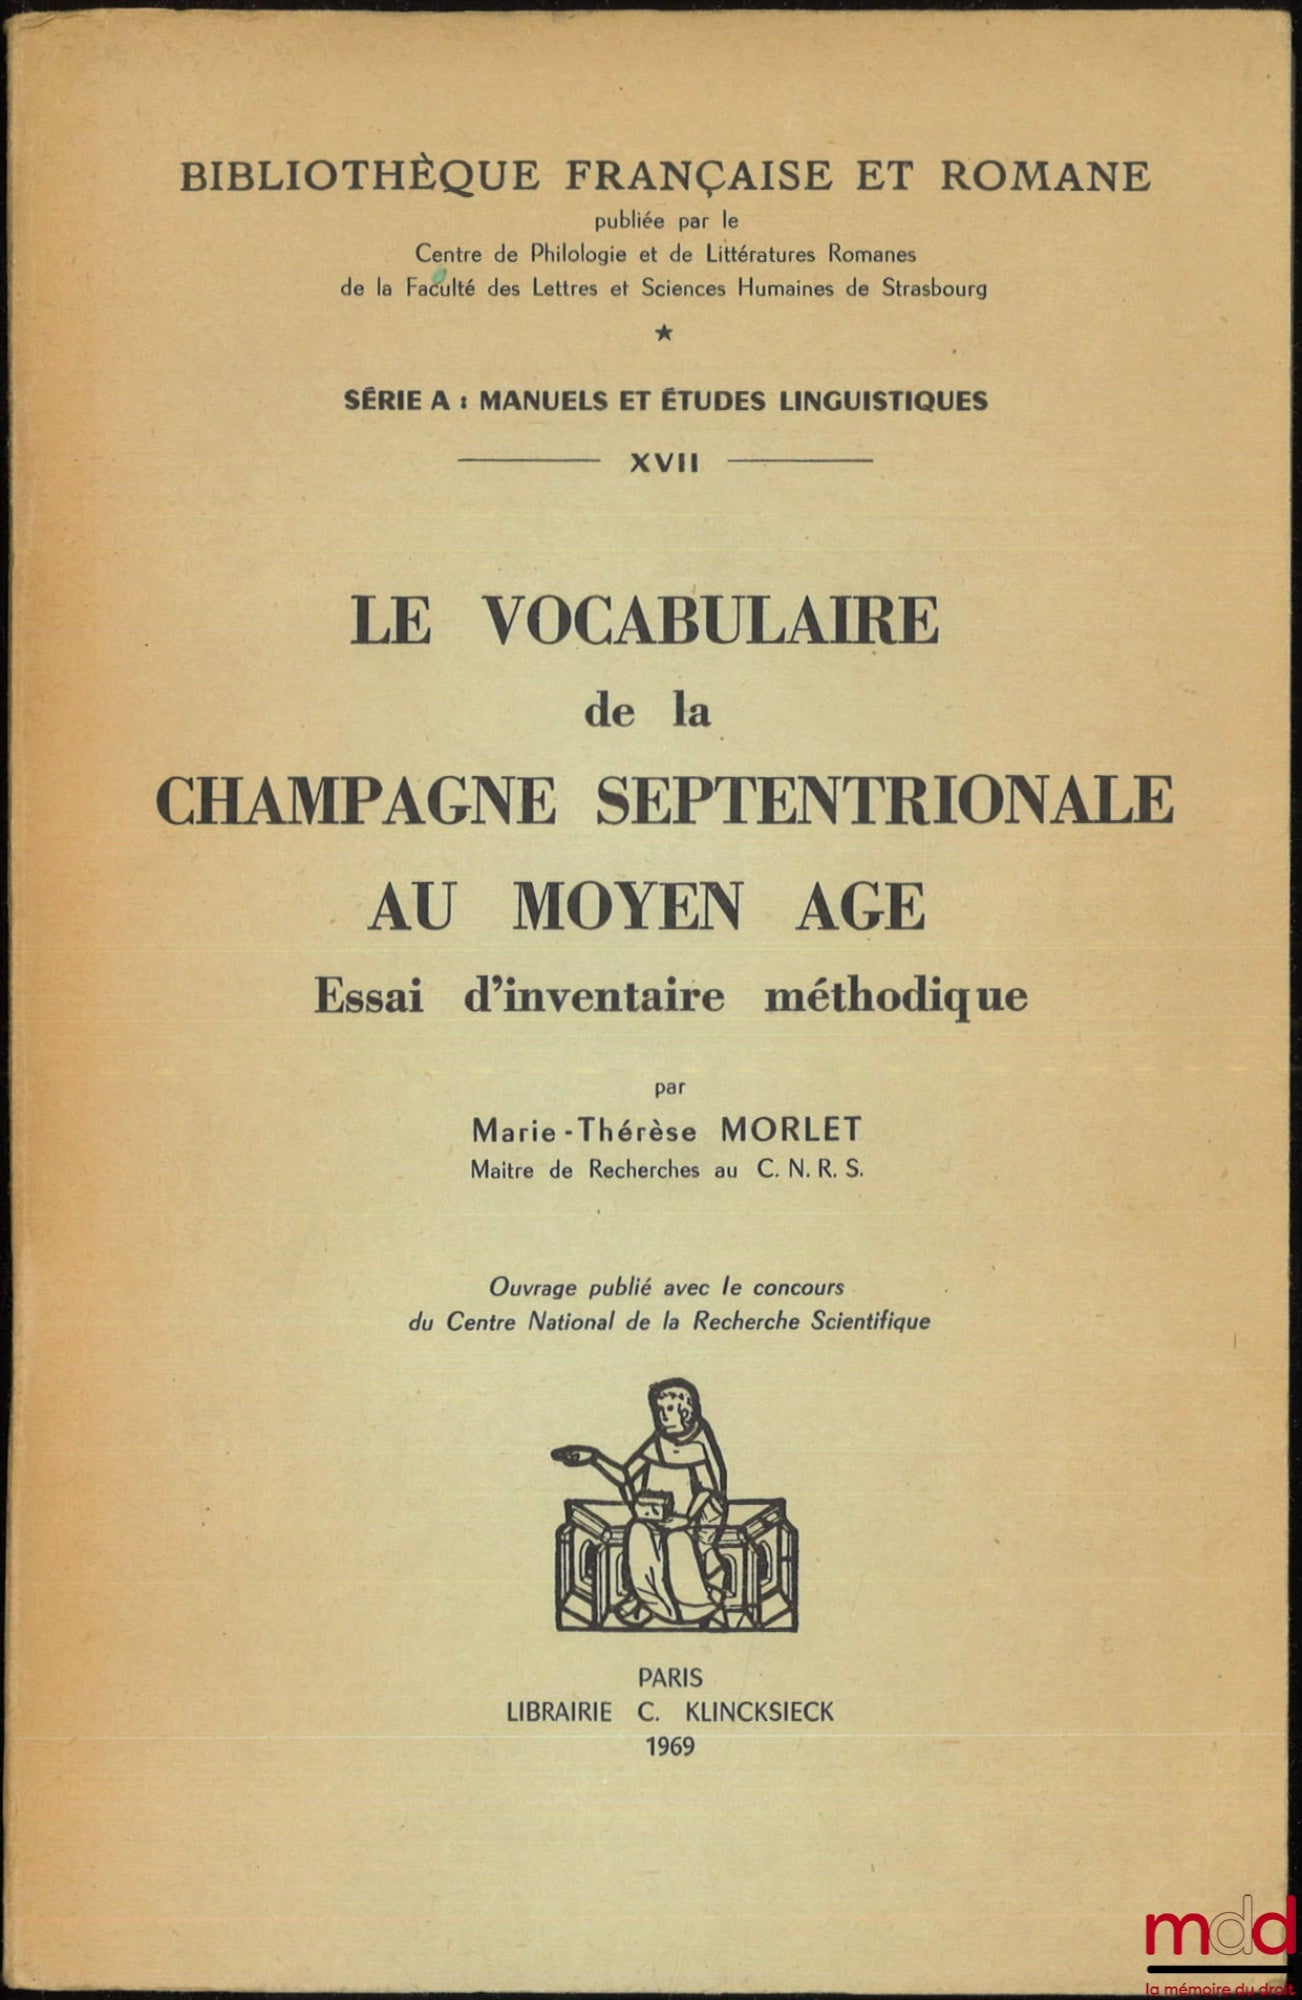 BIBLIOTHÈQUE FRANÇAISE ET ROMANE
publiée par le
Centre de Philologie et de Littératures Romanes
de la Faculté des Lettres et Sciences Humaines de Strasbourg
★
SÉRIE A : MANUELS ET ÉTUDES LINGUISTIQUES
XVII
LE VOCABULAIRE
de la
CHAMPAGNE SEPTENTRIONALE
AU MOYEN AGE
Essai d'inventaire méthodique
par
Marie-Thérèse MORLET
Maitre de Recherches au C. N. R. S.
Ouvrage publié avec le concours
du Centre National de la Recherche Scientifique
PARIS
LIBRAIRIE C. KLINCKSIECK
1969
mdd
la mémoire du droit